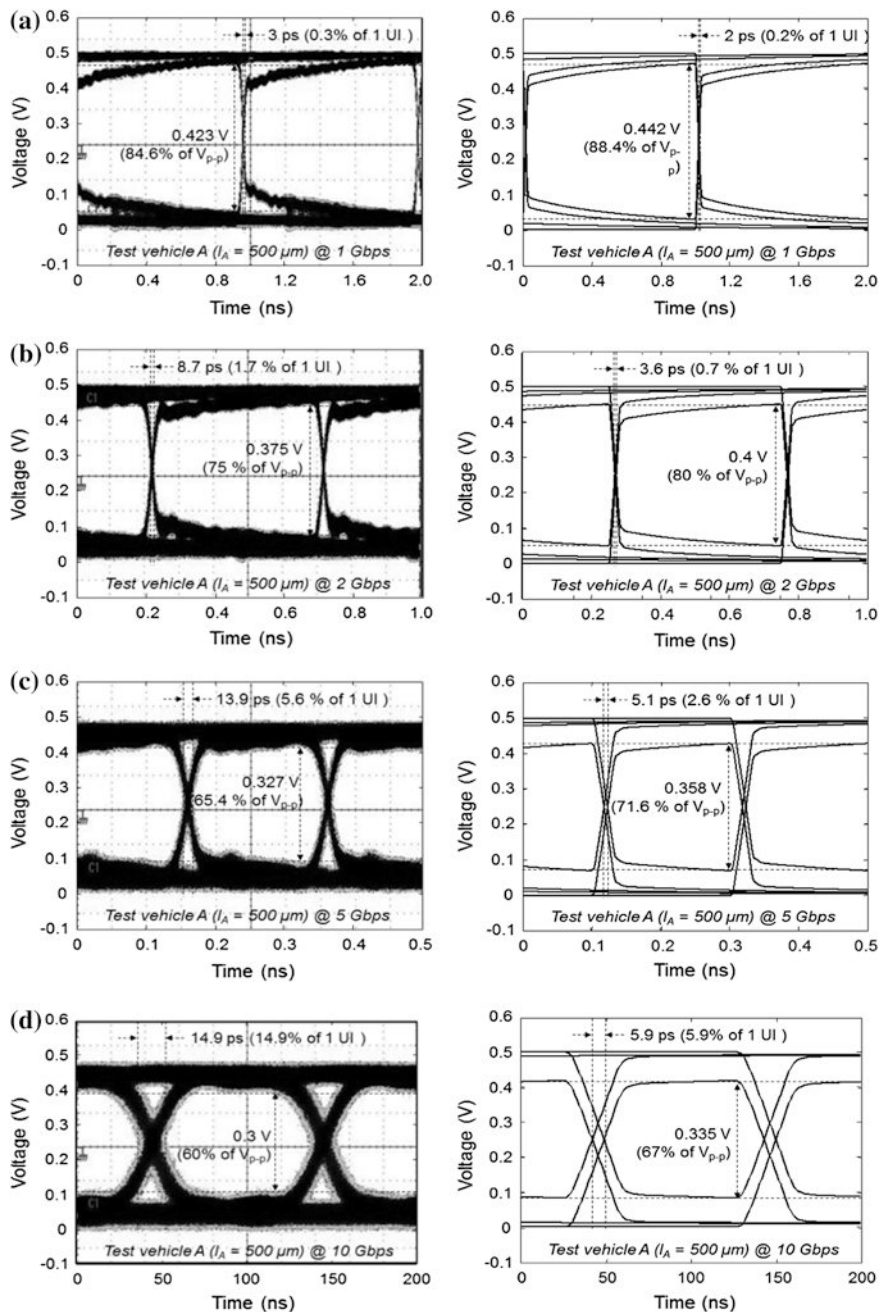 (a)
0.6
0.5
0.4
0.3
0.2
0.1
0
-0.1
Voltage (V)
3 ps (0.3% of 1 UI )
0.423 V
(84.6% of Vp-p)
Test vehicle A (lA = 500 µm) @ 1 Gbps
0 0.4 0.8 1.2 1.6 2.0
Time (ns)
0.6
0.5
0.4
0.3
0.2
0.1
0
-0.1
Voltage (V)
2 ps (0.2% of 1 UI )
0.442 V
(88.4% of Vp-
p)
Test vehicle A (lA = 500 µm) @ 1 Gbps
0 0.4 0.8 1.2 1.6 2.0
Time (ns)
(b)
0.6
0.5
0.4
0.3
0.2
0.1
0
-0.1
Voltage (V)
8.7 ps (1.7 % of 1 UI )
C1
0.375 V
(75 % of Vp-p)
Test vehicle A (lA = 500 µm) @ 2 Gbps
0 0.2 0.4 0.6 0.8 1.0
Time (ns)
0.6
0.5
0.4
0.3
0.2
0.1
0
-0.1
Voltage (V)
3.6 ps (0.7 % of 1 UI )
0.4 V
(80 % of Vp-p)
Test vehicle A (lA = 500 µm) @ 2 Gbps
0 0.2 0.4 0.6 0.8 1.0
Time (ns)
(c)
0.6
0.5
0.4
0.3
0.2
0.1
0
-0.1
Voltage (V)
13.9 ps (5.6 % of 1 UI )
0.327 V
(65.4 % of Vp-p)
C1
Test vehicle A (lA = 500 µm) @ 5 Gbps
0 0.1 0.2 0.3 0.4 0.5
Time (ns)
0.6
0.5
0.4
0.3
0.2
0.1
0
-0.1
Voltage (V)
5.1 ps (2.6 % of 1 UI )
0.358 V
(71.6 % of Vp-p)
Test vehicle A (lA = 500 µm) @ 5 Gbps
0 0.1 0.2 0.3 0.4 0.5
Time (ns)
(d)
0.6
0.5
0.4
0.3
0.2
0.1
0
-0.1
Voltage (V)
14.9 ps (14.9% of 1 UI )
0.3 V
(60% of Vp-p)
C1
Test vehicle A (lA = 500 µm) @ 10 Gbps
0 50 100 150 200
Time (ns)
0.6
0.5
0.4
0.3
0.2
0.1
0
-0.1
Voltage (V)
5.9 ps (5.9% of 1 UI )
0.335 V
(67% of Vp-p)
Test vehicle A (lA = 500 µm) @ 10 Gbps
0 50 100 150 200
Time (ns)